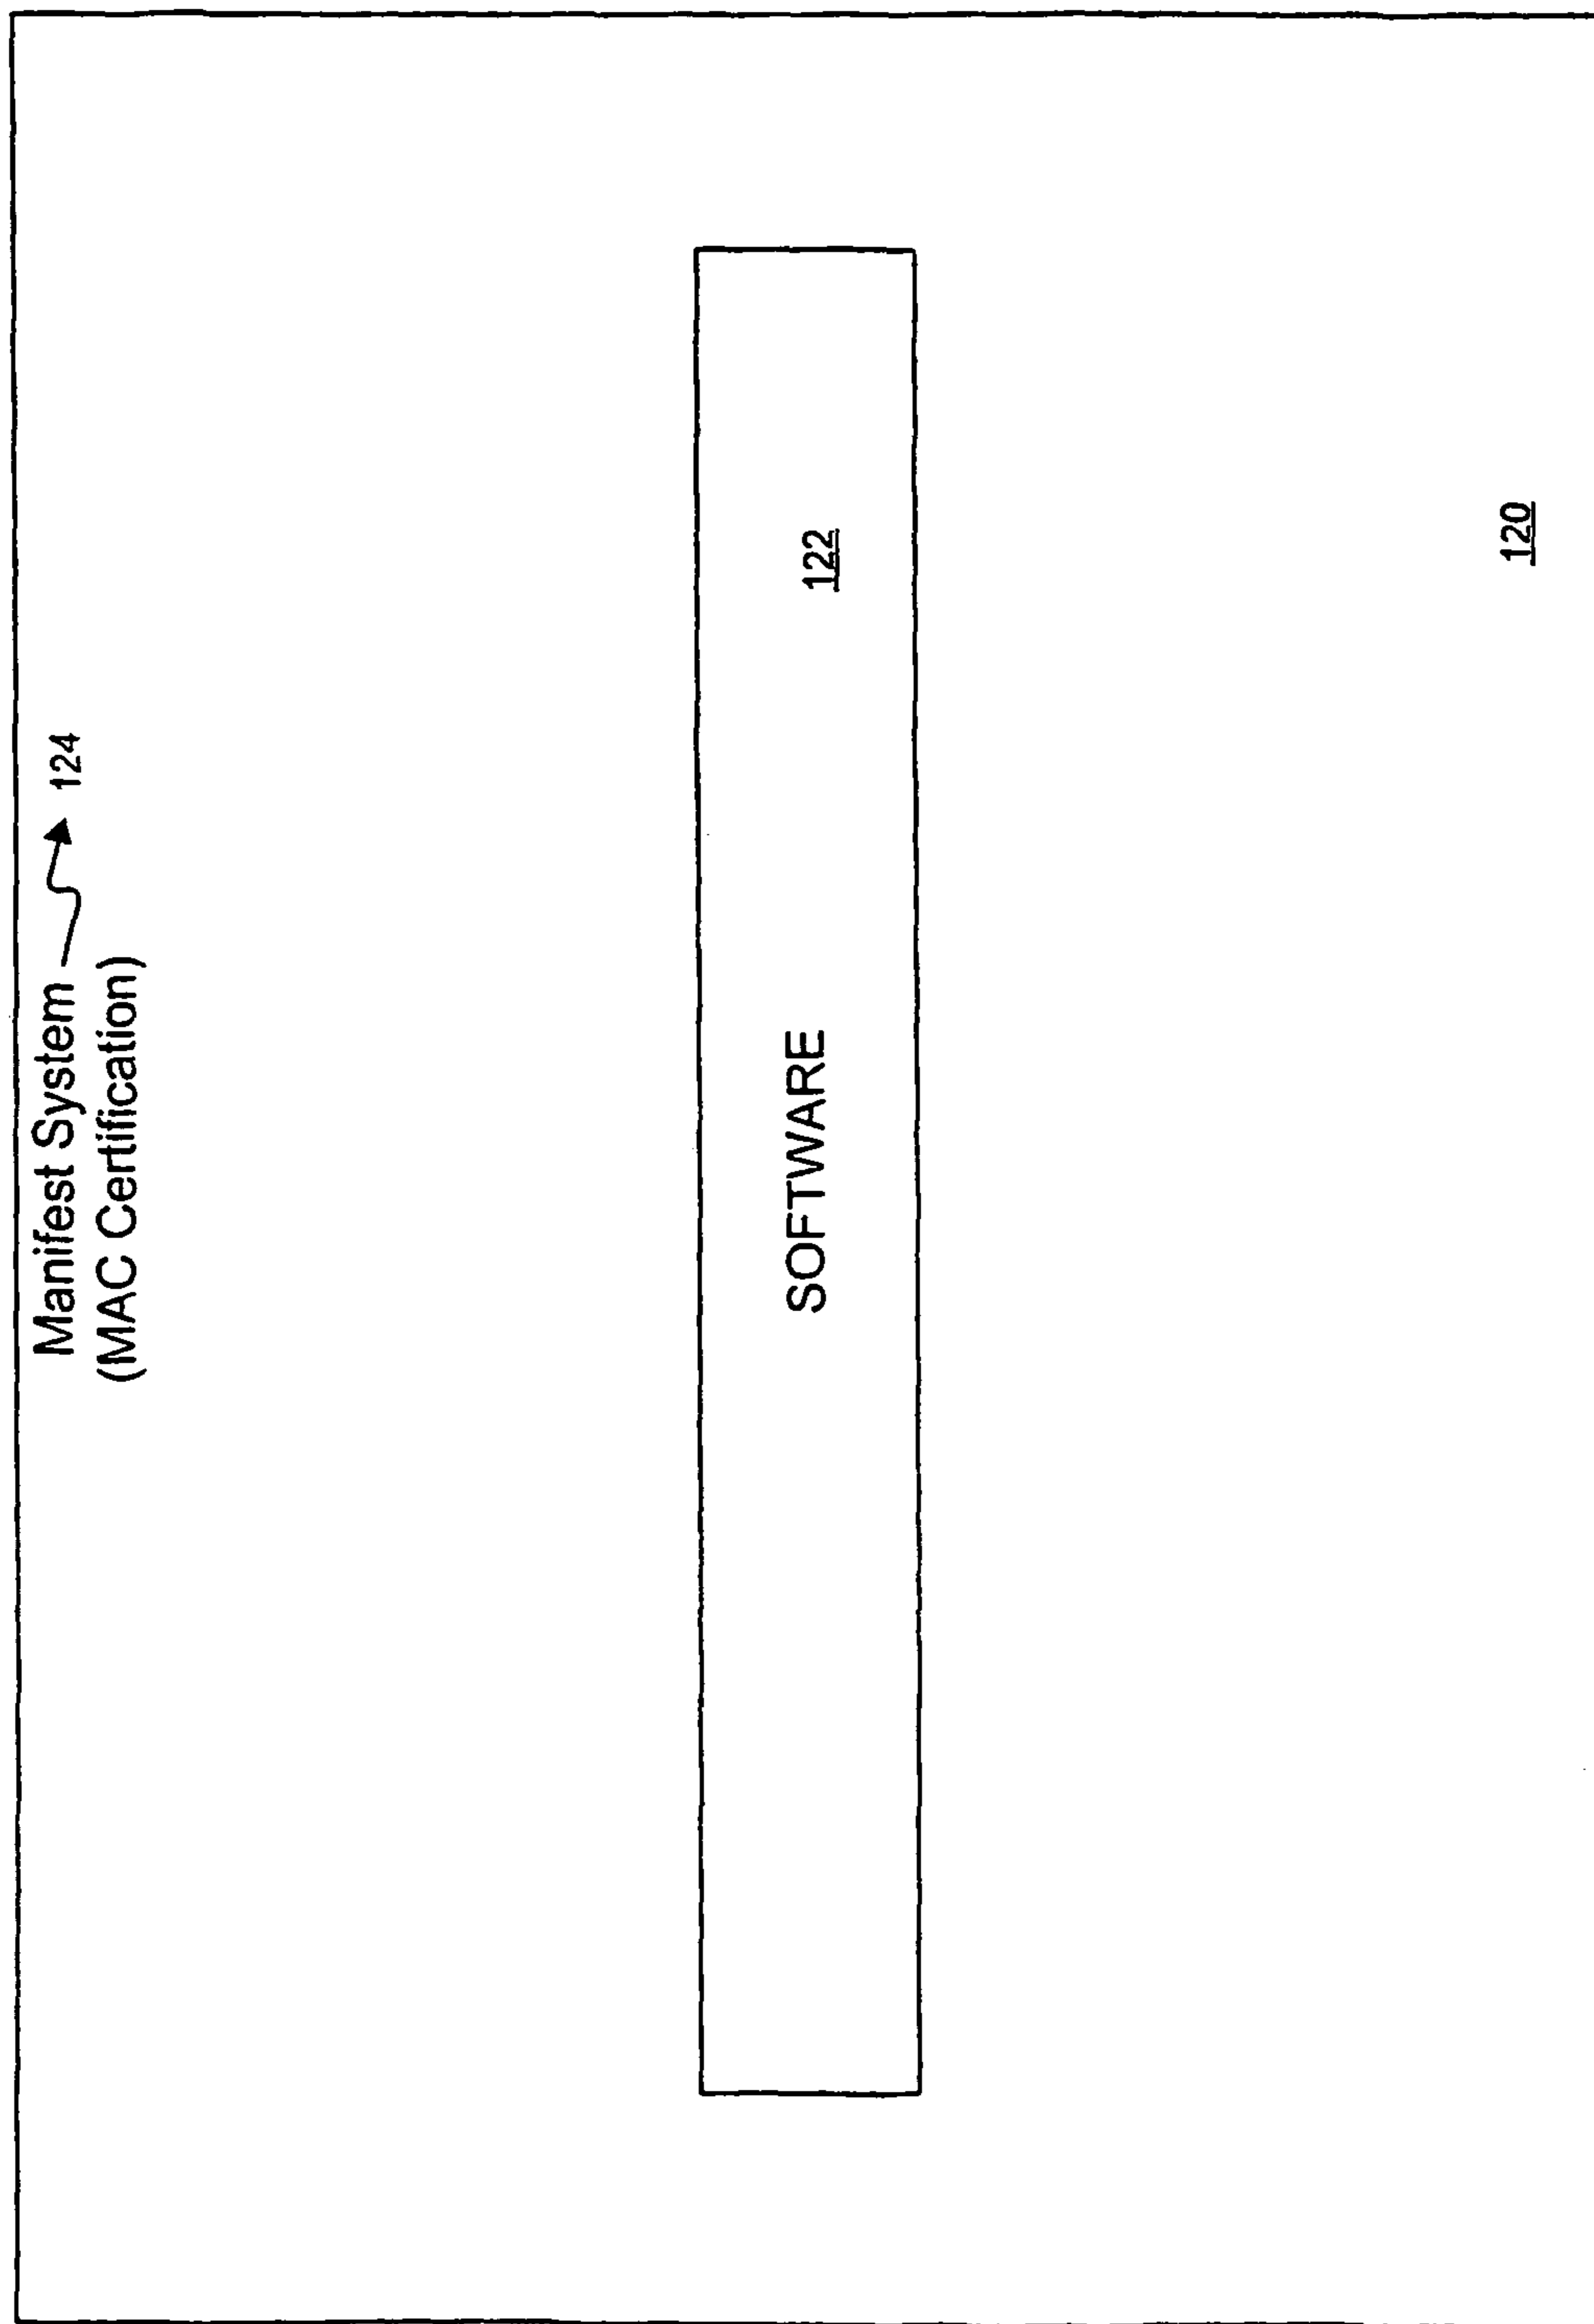 Manifest System 124
(MAC Certification)
SOFTWARE 122
120